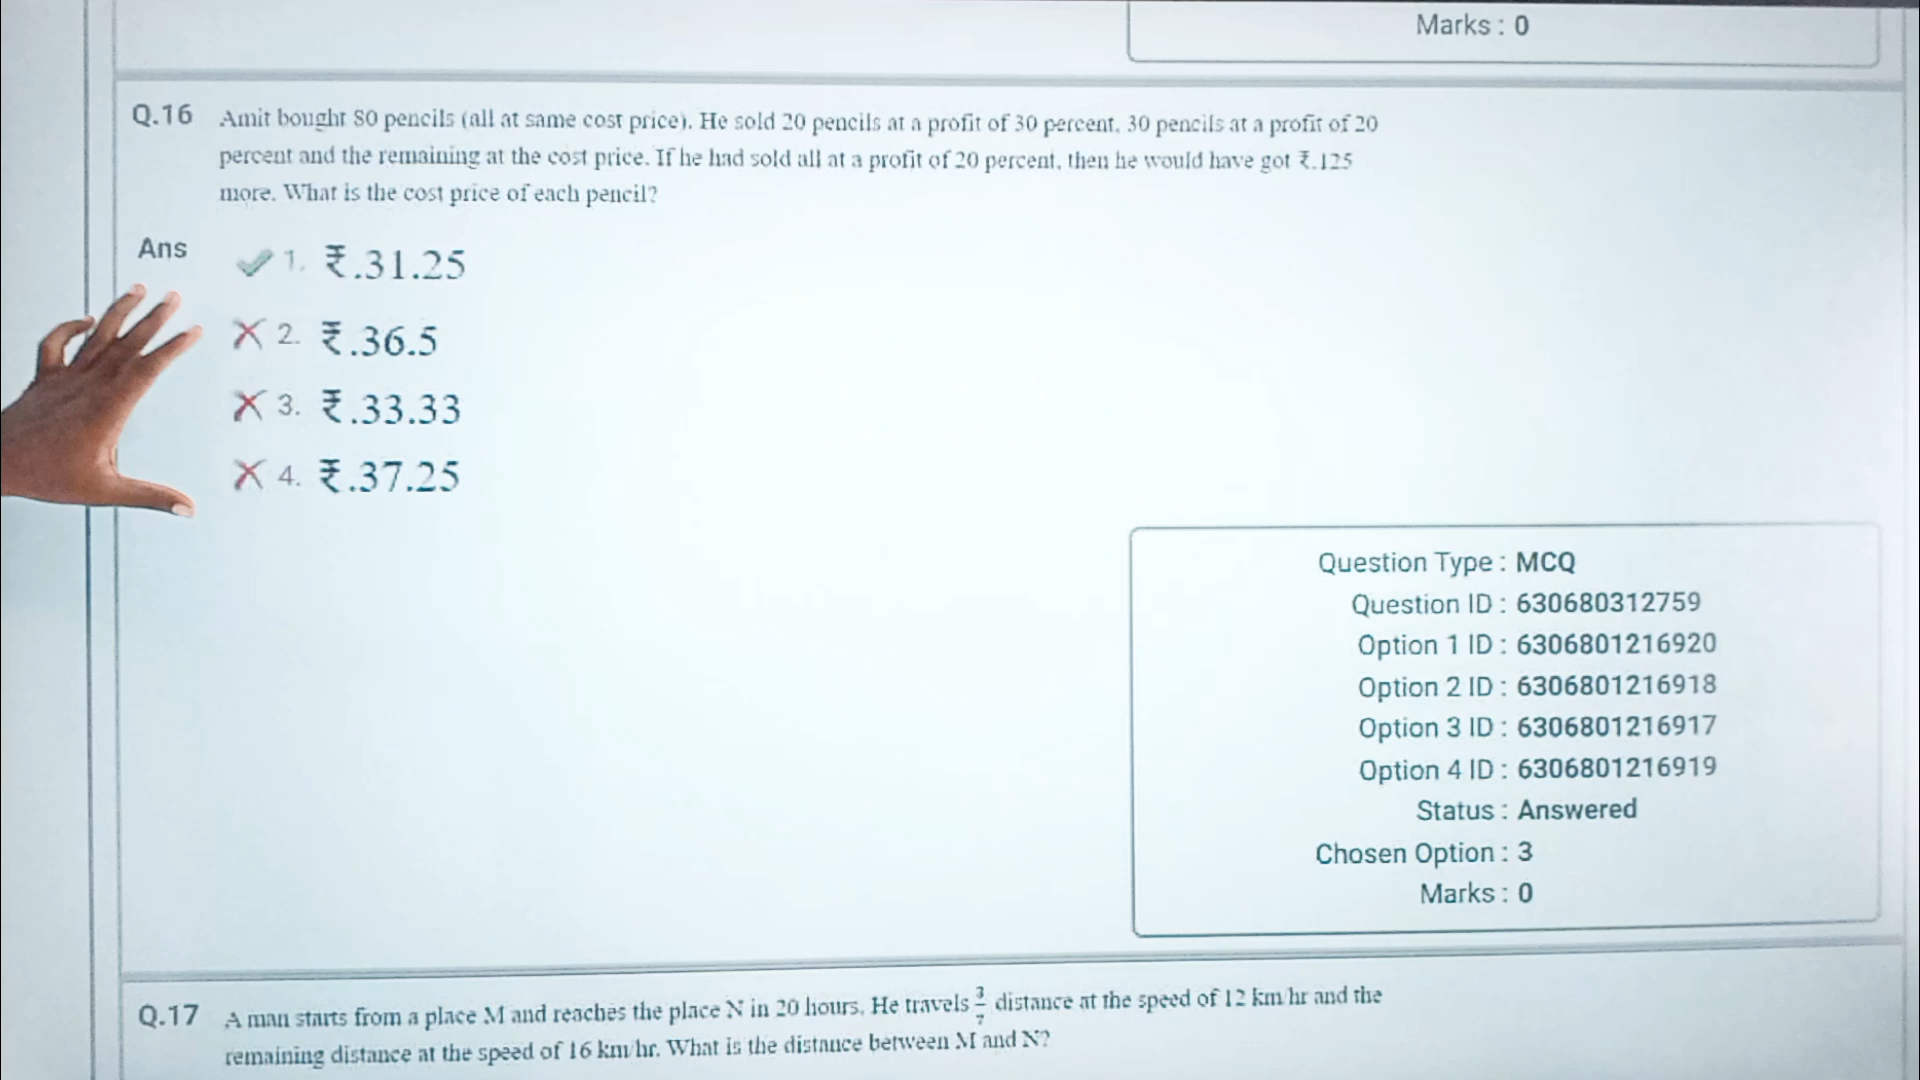 Marks : 0
Q.16 Amit bought 80 pencils (all at same cost price). He sold 20 pencils at a profit of 30 percent, 30 pencils at a profit of 20
percent and the remaining at the cost price. If he had sold all at a profit of 20 percent, then he would have got ₹.125
more. What is the cost price of each pencil?
Ans
1. ₹.31.25
2. ₹.36.5
3. ₹.33.33
4. ₹.37.25
Question Type : MCQ
Question ID : 630680312759
Option 1 ID : 6306801216920
Option 2 ID : 6306801216918
Option 3 ID : 6306801216917
Option 4 ID : 6306801216919
Status : Answered
Chosen Option : 3
Marks : 0
Q.17 A man starts from a place M and reaches the place N in 20 hours. He travels 3/7 distance at the speed of 12 km/hr and the
remaining distance at the speed of 16 km/hr. What is the distance between M and N?